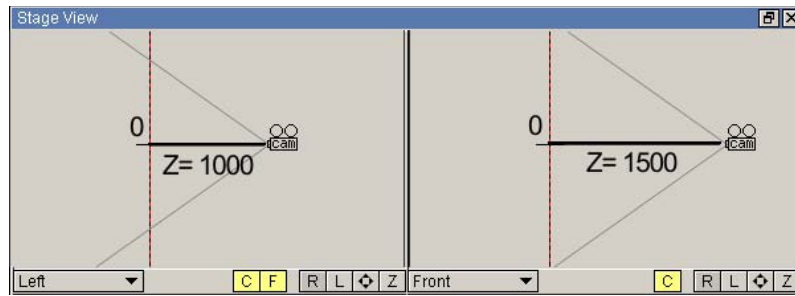 Stage View
0
cam
Z= 1000
0
cam
Z= 1500
Left C F R L Z
Front C R L Z